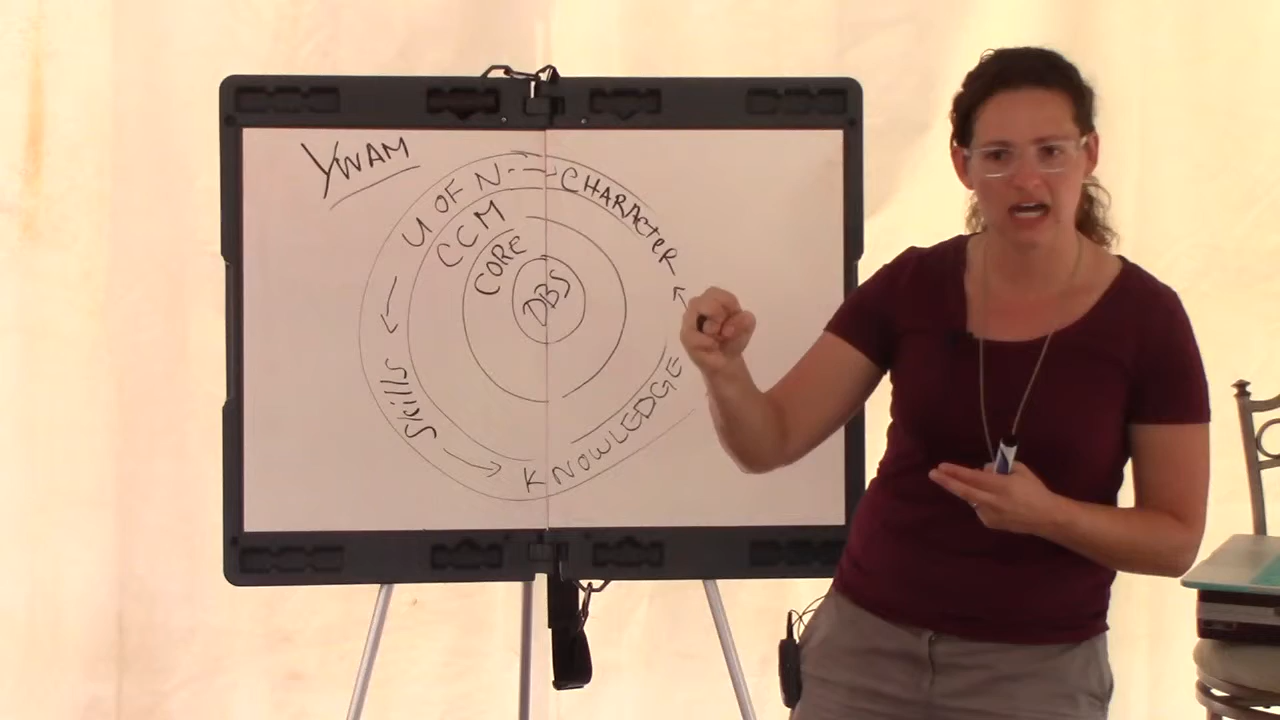 YWAM
U OF N
CHARACTER
CCM
CORE
DBS
Skills
KNOWLEDGE